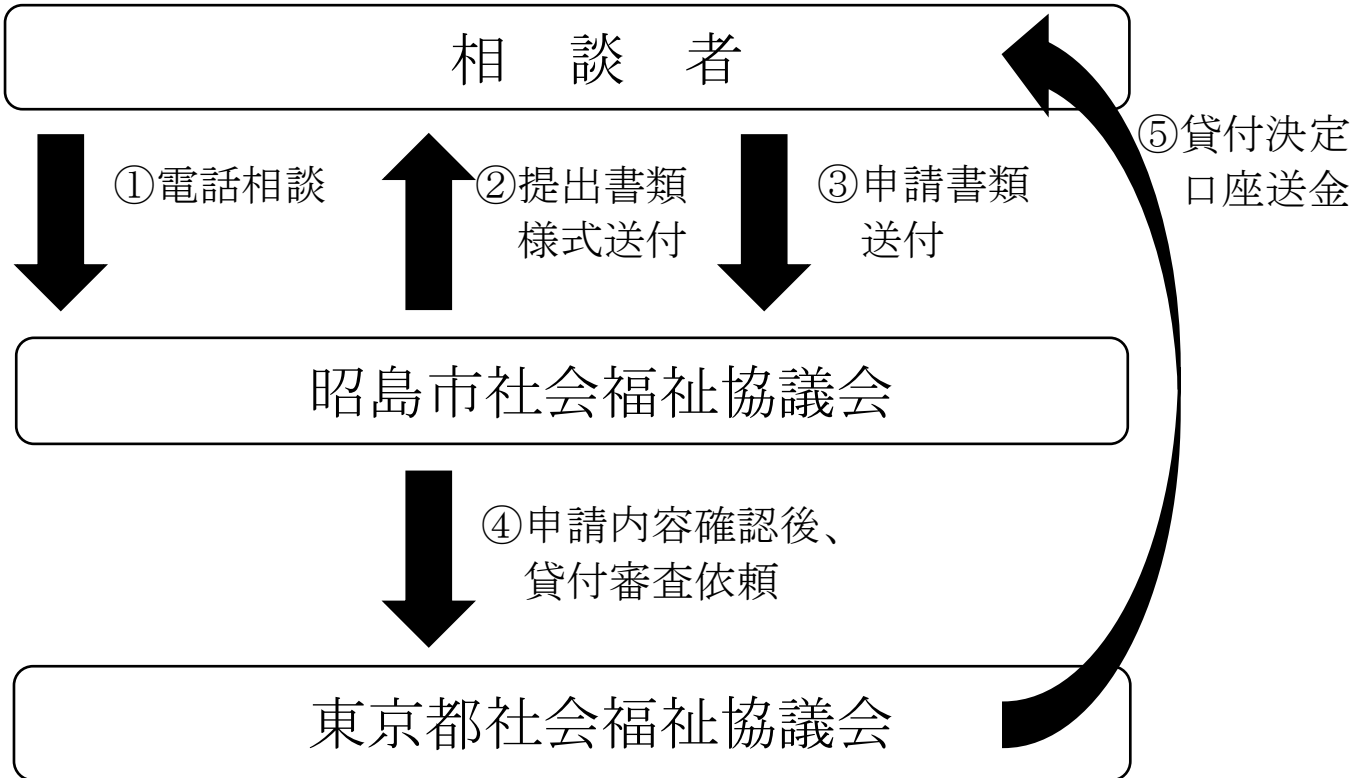 相　談　者
①電話相談
②提出書類
様式送付
③申請書類
送付
⑤貸付決定
口座送金
昭島市社会福祉協議会
④申請内容確認後、
貸付審査依頼
東京都社会福祉協議会